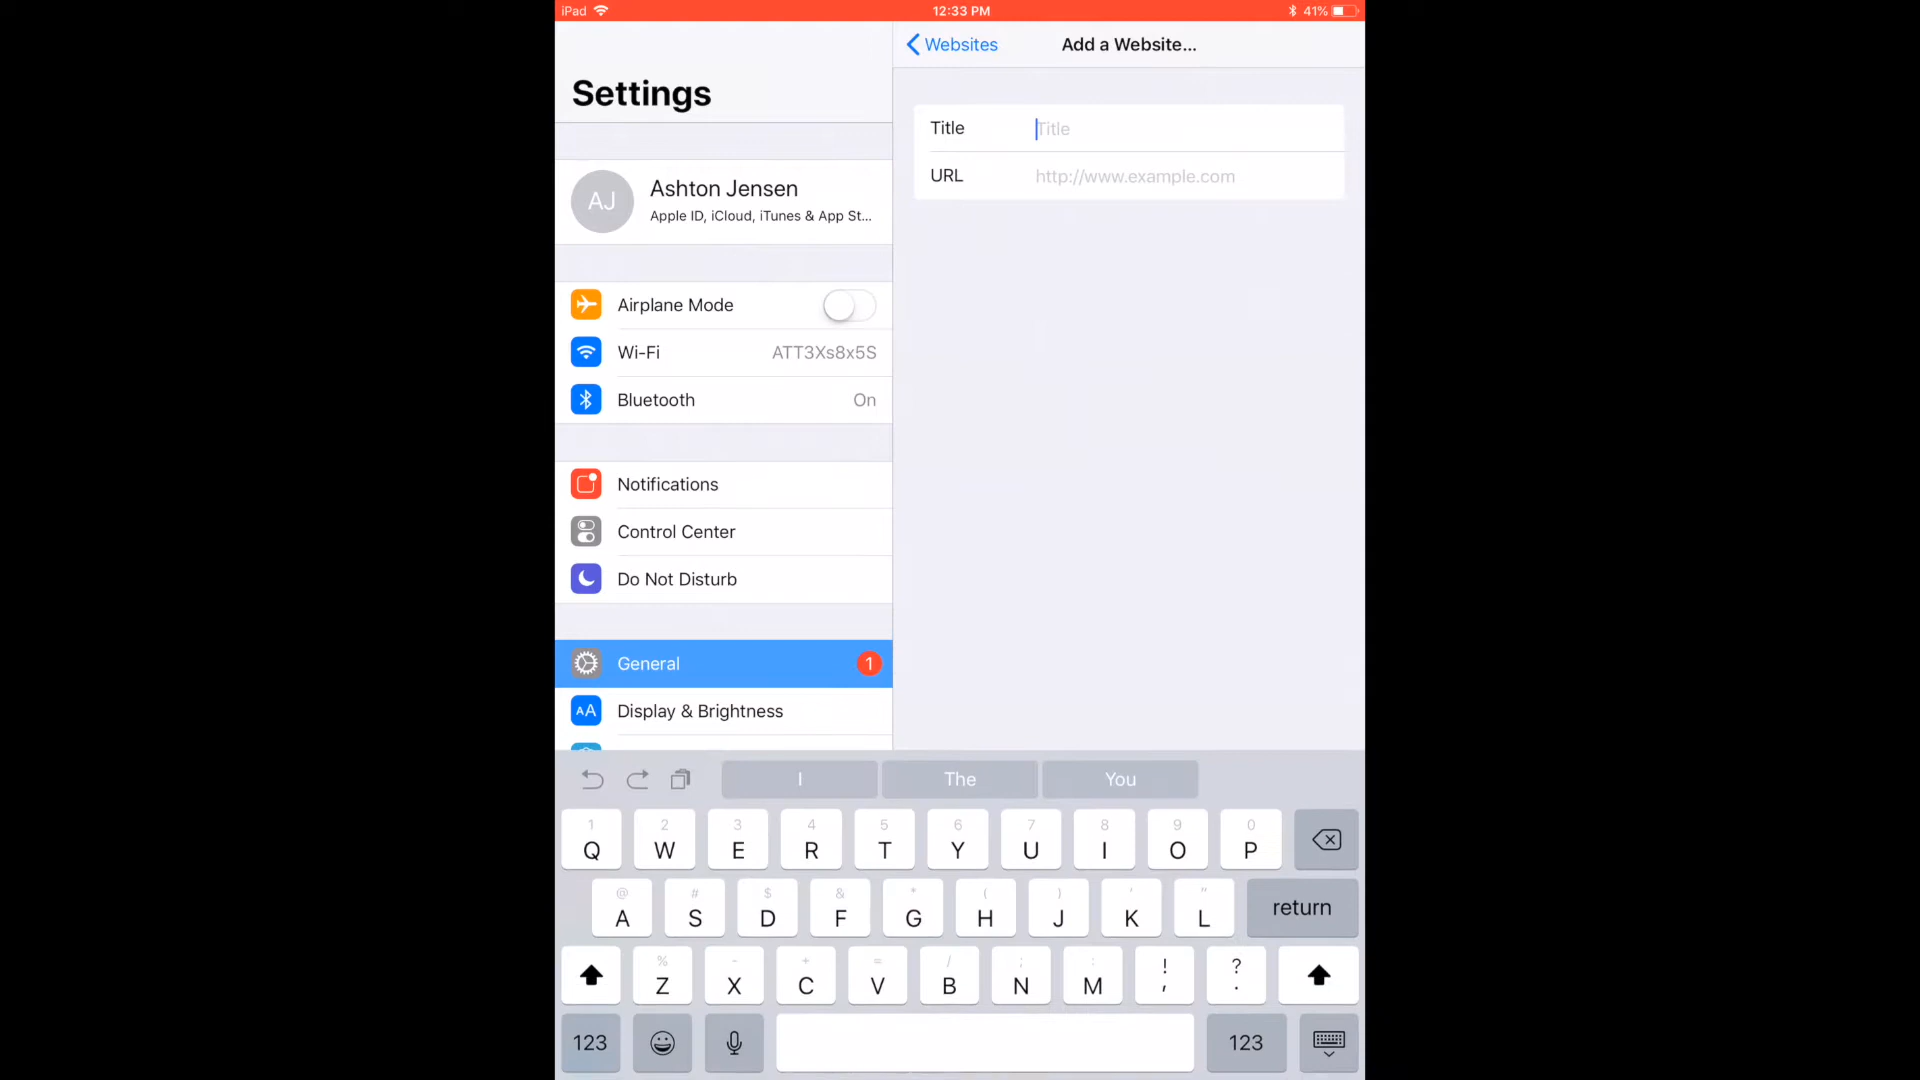 iPad
12:33 PM
41%
Settings
Websites
Add a Website...
Title
Title
URL
http://www.example.com
AJ
Ashton Jensen
Apple ID, iCloud, iTunes & App St...
Airplane Mode
Wi-Fi
ATT3Xs8x5S
Bluetooth
On
Notifications
Control Center
Do Not Disturb
General
1
AA
Display & Brightness
I
The
You
1 2 3 4 5 6 7 8 9 0
Q W E R T Y U I O P
@ # $ & * ( ) ' "
A S D F G H J K L
return
% - + = / ; : ! ?
Z X C V B N M , .
123
123